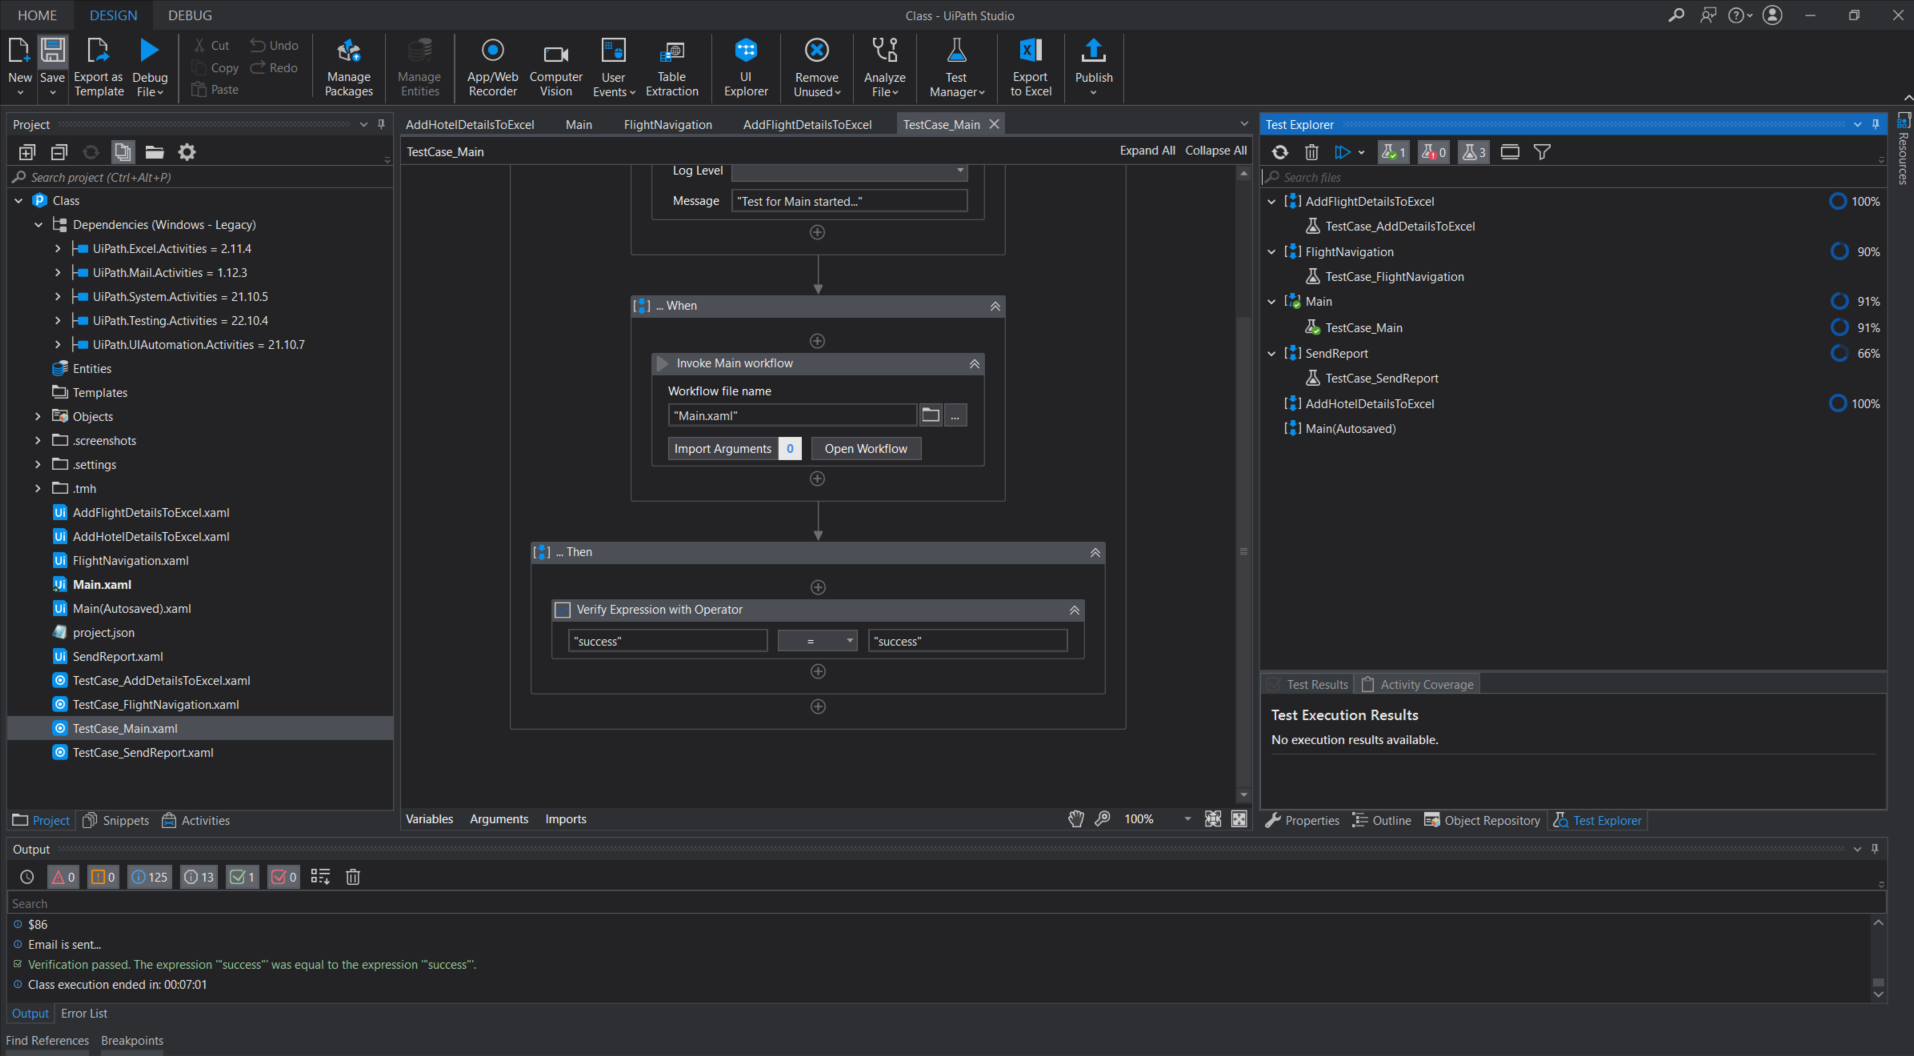 HOME DESIGN DEBUG
Class - UiPath Studio
New
Save
Export as Template
Debug File
Cut
Copy
Paste
Undo
Redo
Manage Packages
Manage Entities
App/Web Recorder
Computer Vision
User Events
Table Extraction
UI Explorer
Remove Unused
Analyze File
Test Manager
Export to Excel
Publish
Project
Search project (Ctrl+Alt+P)
Class
Dependencies (Windows - Legacy)
UiPath.Excel.Activities = 2.11.4
UiPath.Mail.Activities = 1.12.3
UiPath.System.Activities = 21.10.5
UiPath.Testing.Activities = 22.10.4
UiPath.UIAutomation.Activities = 21.10.7
Entities
Templates
Objects
.screenshots
.settings
.tmh
Ui AddFlightDetailsToExcel.xaml
Ui AddHotelDetailsToExcel.xaml
Ui FlightNavigation.xaml
Ui Main.xaml
Ui Main(Autosaved).xaml
project.json
Ui SendReport.xaml
TestCase_AddDetailsToExcel.xaml
TestCase_FlightNavigation.xaml
TestCase_Main.xaml
TestCase_SendReport.xaml
Project Snippets Activities
AddHotelDetailsToExcel Main FlightNavigation AddFlightDetailsToExcel TestCase_Main
TestCase_Main
Expand All Collapse All
Log Level
Message "Test for Main started..."
... When
Invoke Main workflow
Workflow file name
"Main.xaml" ...
Import Arguments 0 Open Workflow
... Then
Verify Expression with Operator
"success" = "success"
Variables Arguments Imports
100%
Test Explorer
1 0 3
Search files
AddFlightDetailsToExcel 100%
TestCase_AddDetailsToExcel
FlightNavigation 90%
TestCase_FlightNavigation
Main 91%
TestCase_Main 91%
SendReport 66%
TestCase_SendReport
AddHotelDetailsToExcel 100%
Main(Autosaved)
Test Results Activity Coverage
Test Execution Results
No execution results available.
Properties Outline Object Repository Test Explorer
Resources
Output
0 0 125 13 1 0
Search
$86
Email is sent...
Verification passed. The expression '"success"' was equal to the expression '"success"'.
Class execution ended in: 00:07:01
Output Error List
Find References Breakpoints